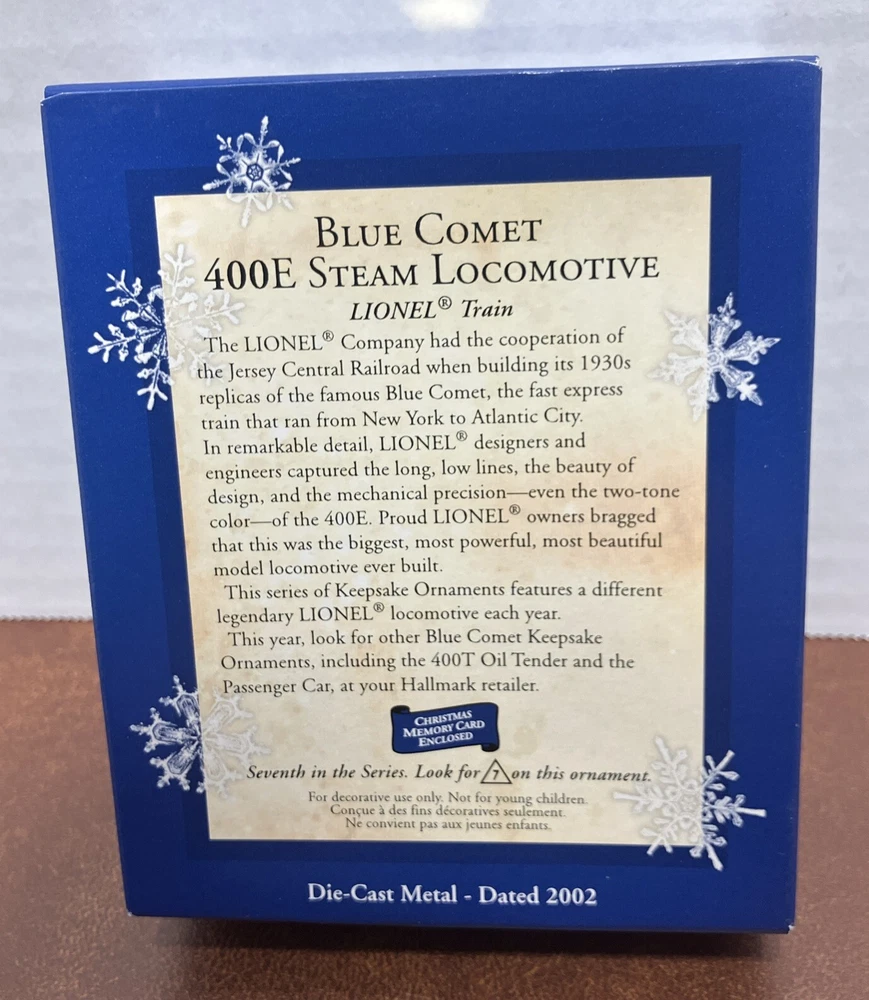 BLUE COMET
400E STEAM LOCOMOTIVE
LIONEL® Train
The LIONEL® Company had the cooperation of
the Jersey Central Railroad when building its 1930s
replicas of the famous Blue Comet, the fast express
train that ran from New York to Atlantic City.
In remarkable detail, LIONEL® designers and
engineers captured the long, low lines, the beauty of
design, and the mechanical precision—even the two-tone
color—of the 400E. Proud LIONEL® owners bragged
that this was the biggest, most powerful, most beautiful
model locomotive ever built.
This series of Keepsake Ornaments features a different
legendary LIONEL® locomotive each year.
This year, look for other Blue Comet Keepsake
Ornaments, including the 400T Oil Tender and the
Passenger Car, at your Hallmark retailer.
CHRISTMAS
MEMORY CARD
ENCLOSED
Seventh in the Series. Look for 7 on this ornament.
For decorative use only. Not for young children.
Conçue à des fins décoratives seulement.
Ne convient pas aux jeunes enfants.
Die-Cast Metal - Dated 2002